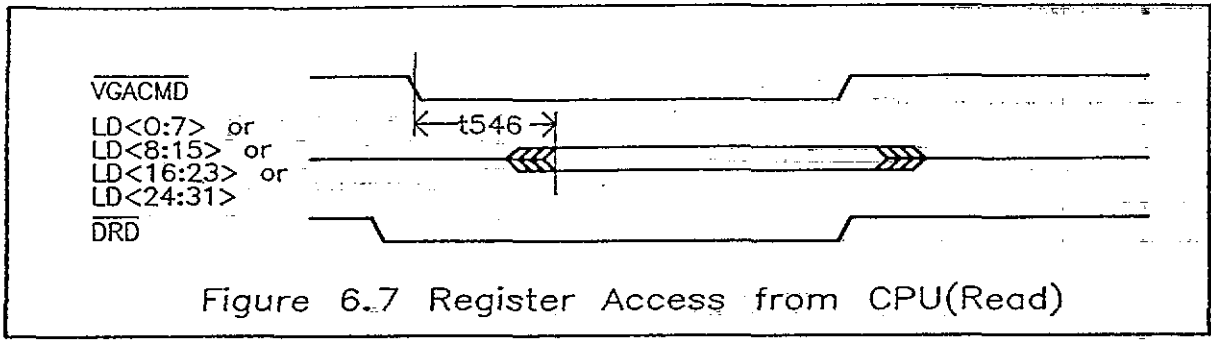 VGACMD
t546
LD<0:7> or
LD<8:15> or
LD<16:23> or
LD<24:31>
DRD
Figure 6.7 Register Access from CPU(Read)